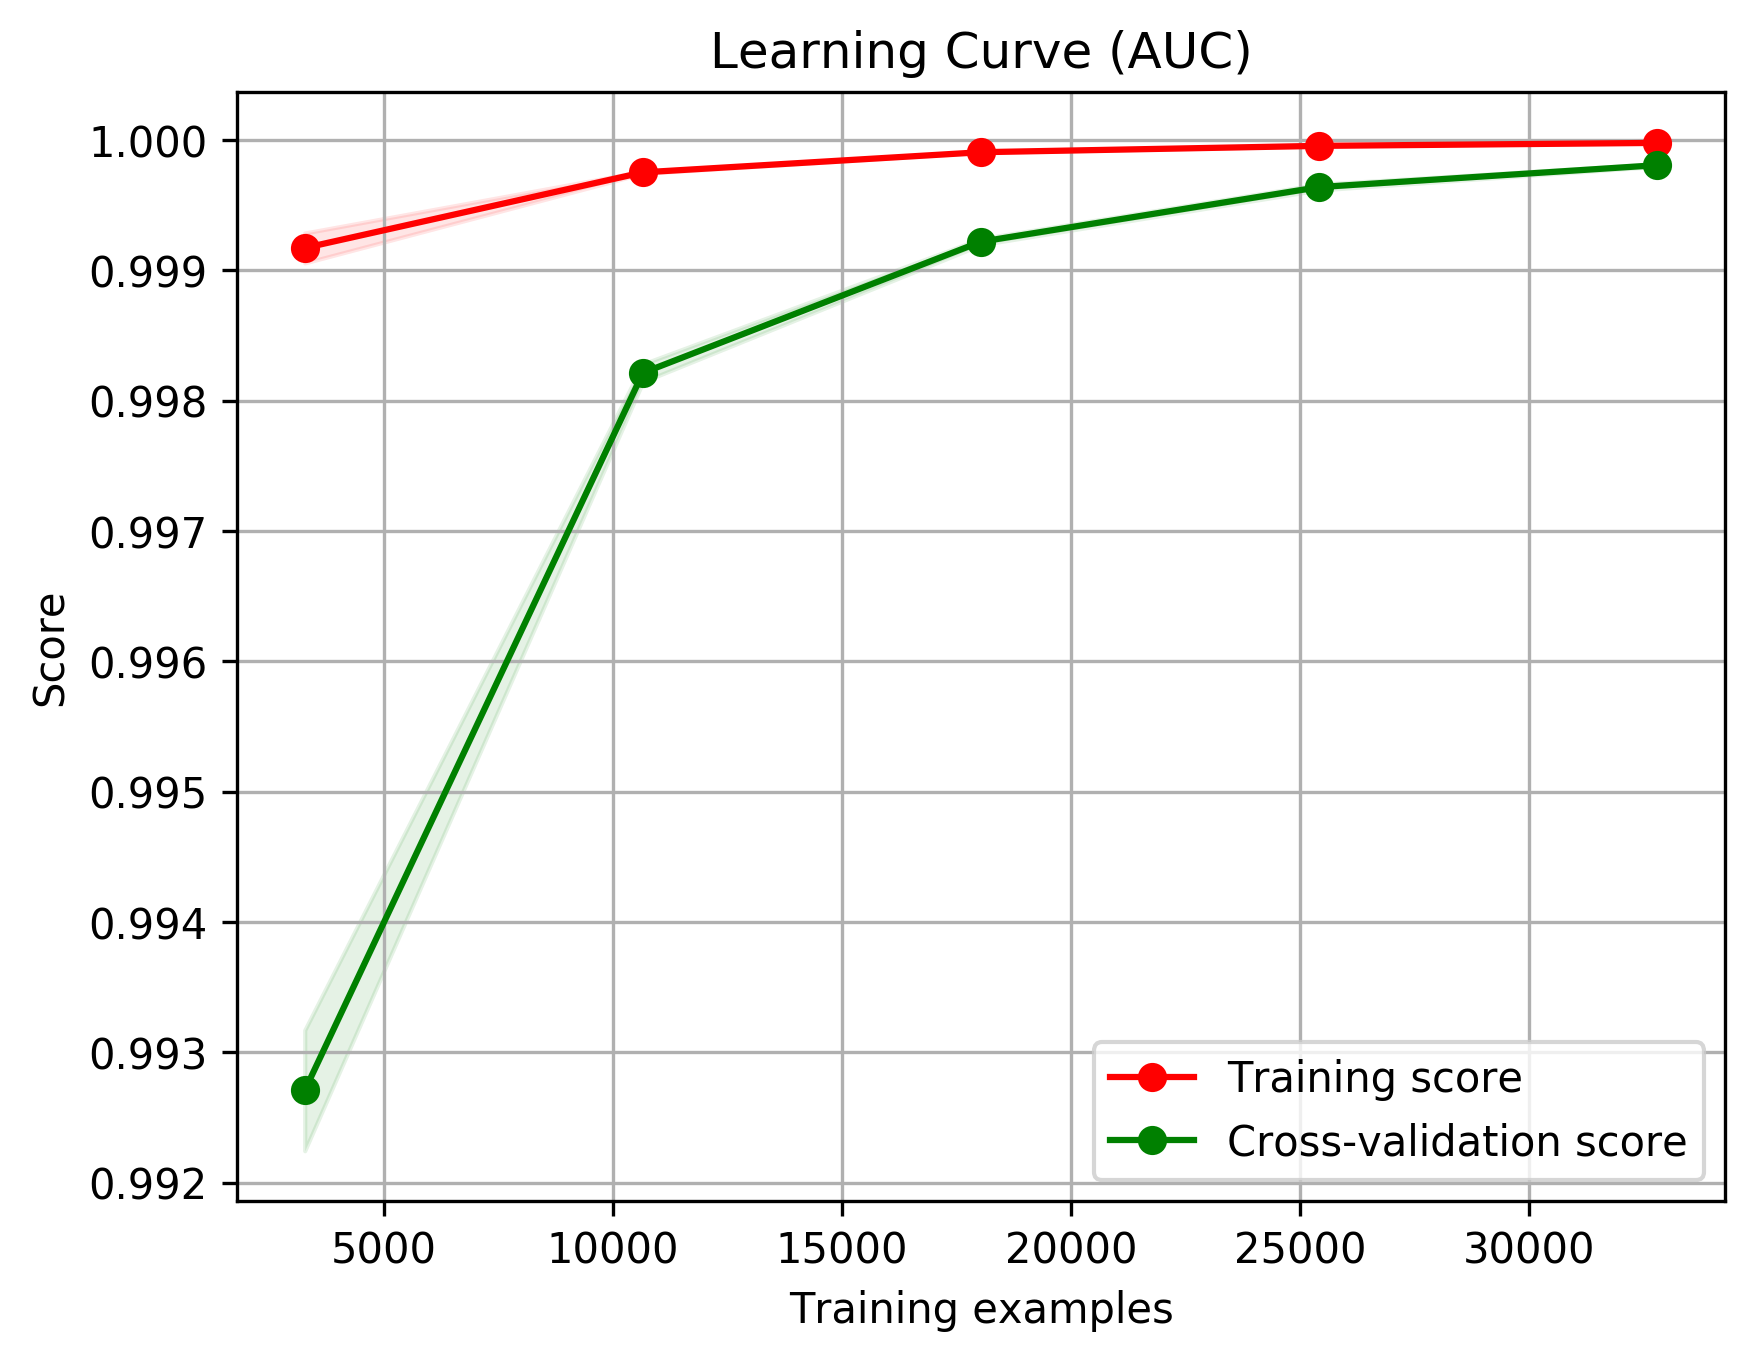 Learning Curve (AUC)
1.000
0.999
0.998
0.997
0.996
0.995
0.994
0.993
0.992
Score
Training score
Cross-validation score
5000 10000 15000 20000 25000 30000
Training examples